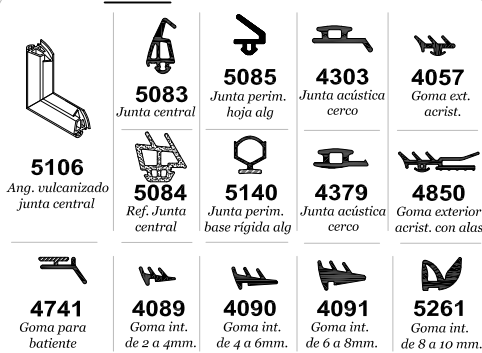 5083
Junta central
5085
Junta perim.
hoja alg
4303
Junta acústica
cerco
4057
Goma ext.
acrist.
5106
Ang. vulcanizado
junta central
5084
Ref. Junta
central
5140
Junta perim.
base rígida alg
4379
Junta acústica
cerco
4850
Goma exterior
acrist. con alas
4741
Goma para
batiente
4089
Goma int.
de 2 a 4mm.
4090
Goma int.
de 4 a 6mm.
4091
Goma int.
de 6 a 8mm.
5261
Goma int.
de 8 a 10 mm.